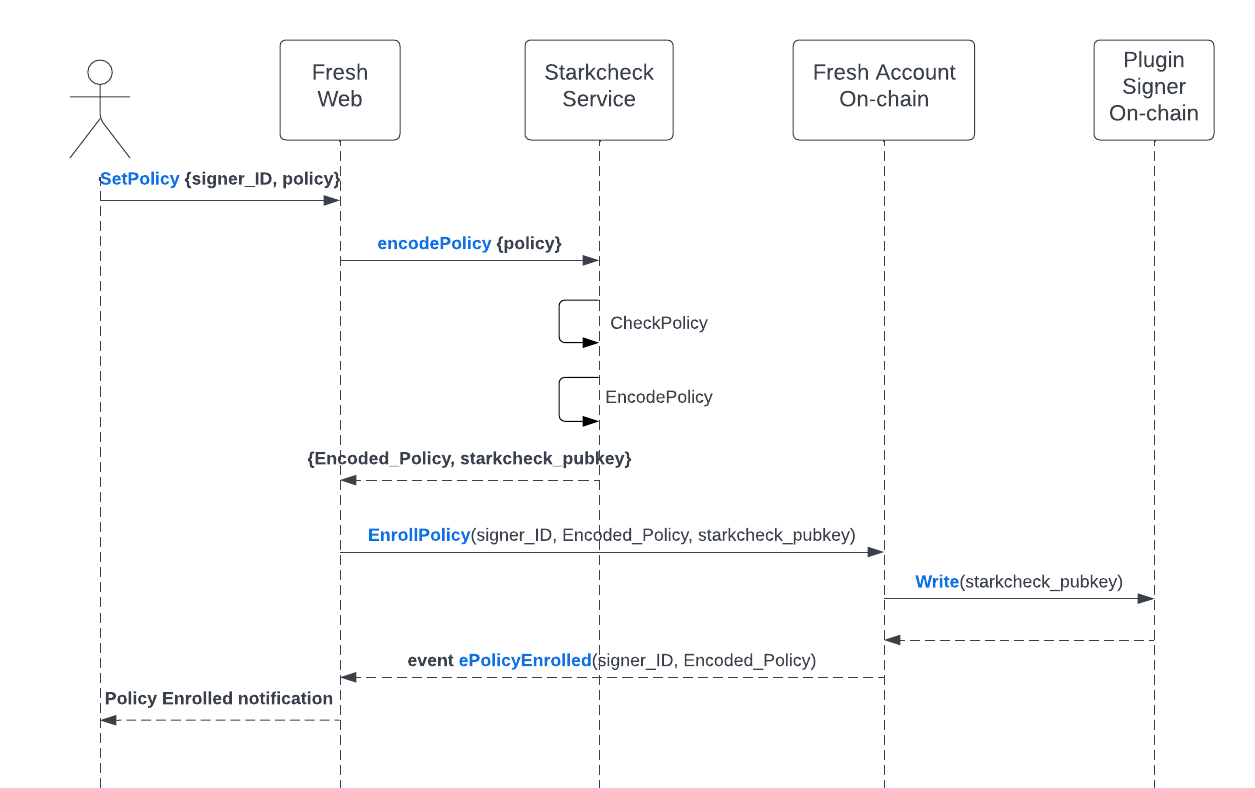 Fresh
Web
Starkcheck
Service
Fresh Account
On-chain
Plugin
Signer
On-chain
SetPolicy {signer_ID, policy}
encodePolicy {policy}
CheckPolicy
EncodePolicy
{Encoded_Policy, starkcheck_pubkey}
EnrollPolicy(signer_ID, Encoded_Policy, starkcheck_pubkey)
Write(starkcheck_pubkey)
event ePolicyEnrolled(signer_ID, Encoded_Policy)
Policy Enrolled notification